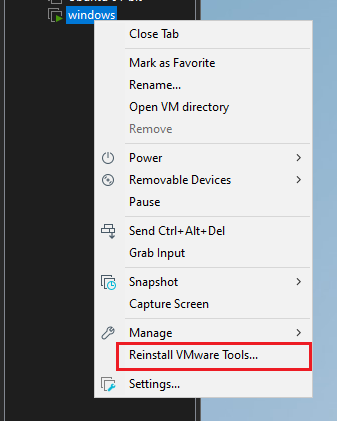 windows
Close Tab
Mark as Favorite
Rename...
Open VM directory
Remove
Power
Removable Devices
Pause
Send Ctrl+Alt+Del
Grab Input
Snapshot
Capture Screen
Manage
Reinstall VMware Tools...
Settings...